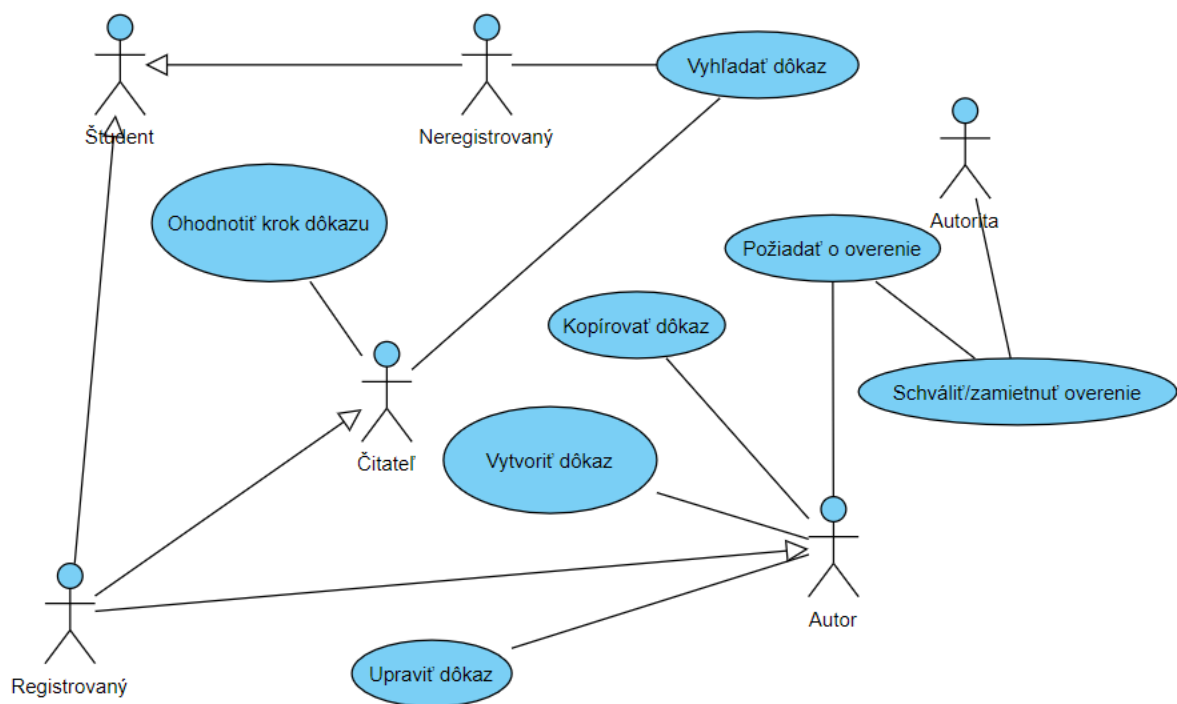 Študent
Neregistrovaný
Vyhľadať dôkaz
Autorita
Ohodnotiť krok dôkazu
Požiadať o overenie
Kopírovať dôkaz
Schváliť/zamietnuť overenie
Čitateľ
Vytvoriť dôkaz
Autor
Upraviť dôkaz
Registrovaný